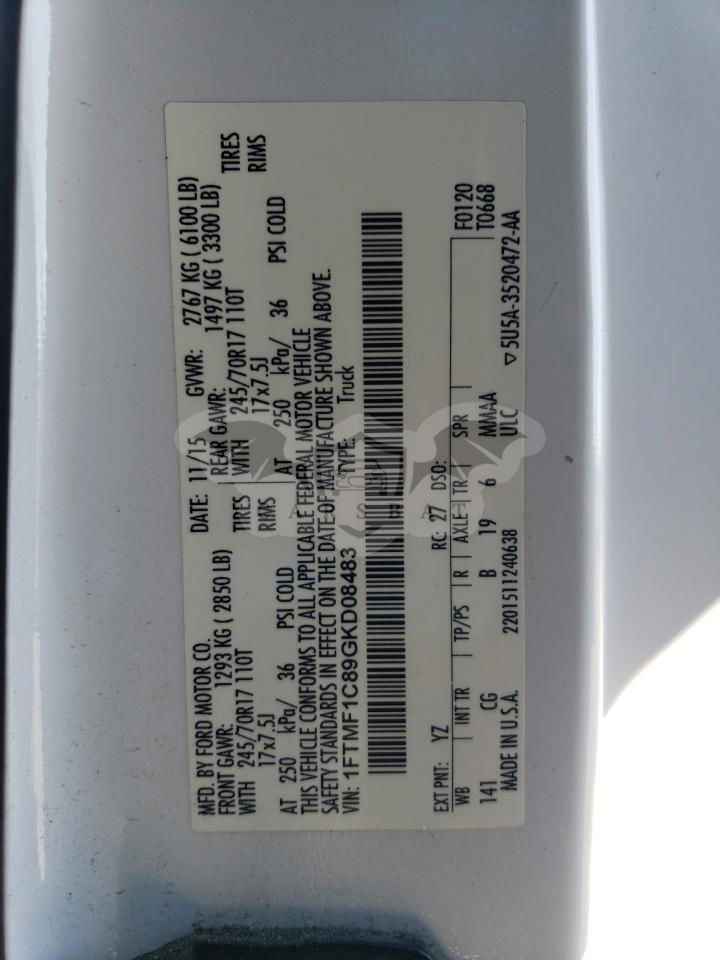 MFD. BY FORD MOTOR CO.
DATE: 11/15 GVWR: 2767 KG ( 6100 LB)
FRONT GAWR: 1293 KG ( 2850 LB) REAR GAWR: 1497 KG ( 3300 LB)
WITH 245/70R17 110T TIRES WITH 245/70R17 110T TIRES
17x7.5J RIMS 17x7.5J RIMS
AT 250 kPa/ 36 PSI COLD AT 250 kPa/ 36 PSI COLD
THIS VEHICLE CONFORMS TO ALL APPLICABLE FEDERAL MOTOR VEHICLE
SAFETY STANDARDS IN EFFECT ON THE DATE OF MANUFACTURE SHOWN ABOVE.
VIN: 1FTMF1C89GKD08483 TYPE: Truck
EXT PNT: YZ RC: 27 DSO: F0120
WB INT TR TP/PS R AXLE TR SPR T0668
141 CG B 19 6 MMAA
MADE IN U.S.A. 2201511240638 ULC ▽5U5A-3520472-AA